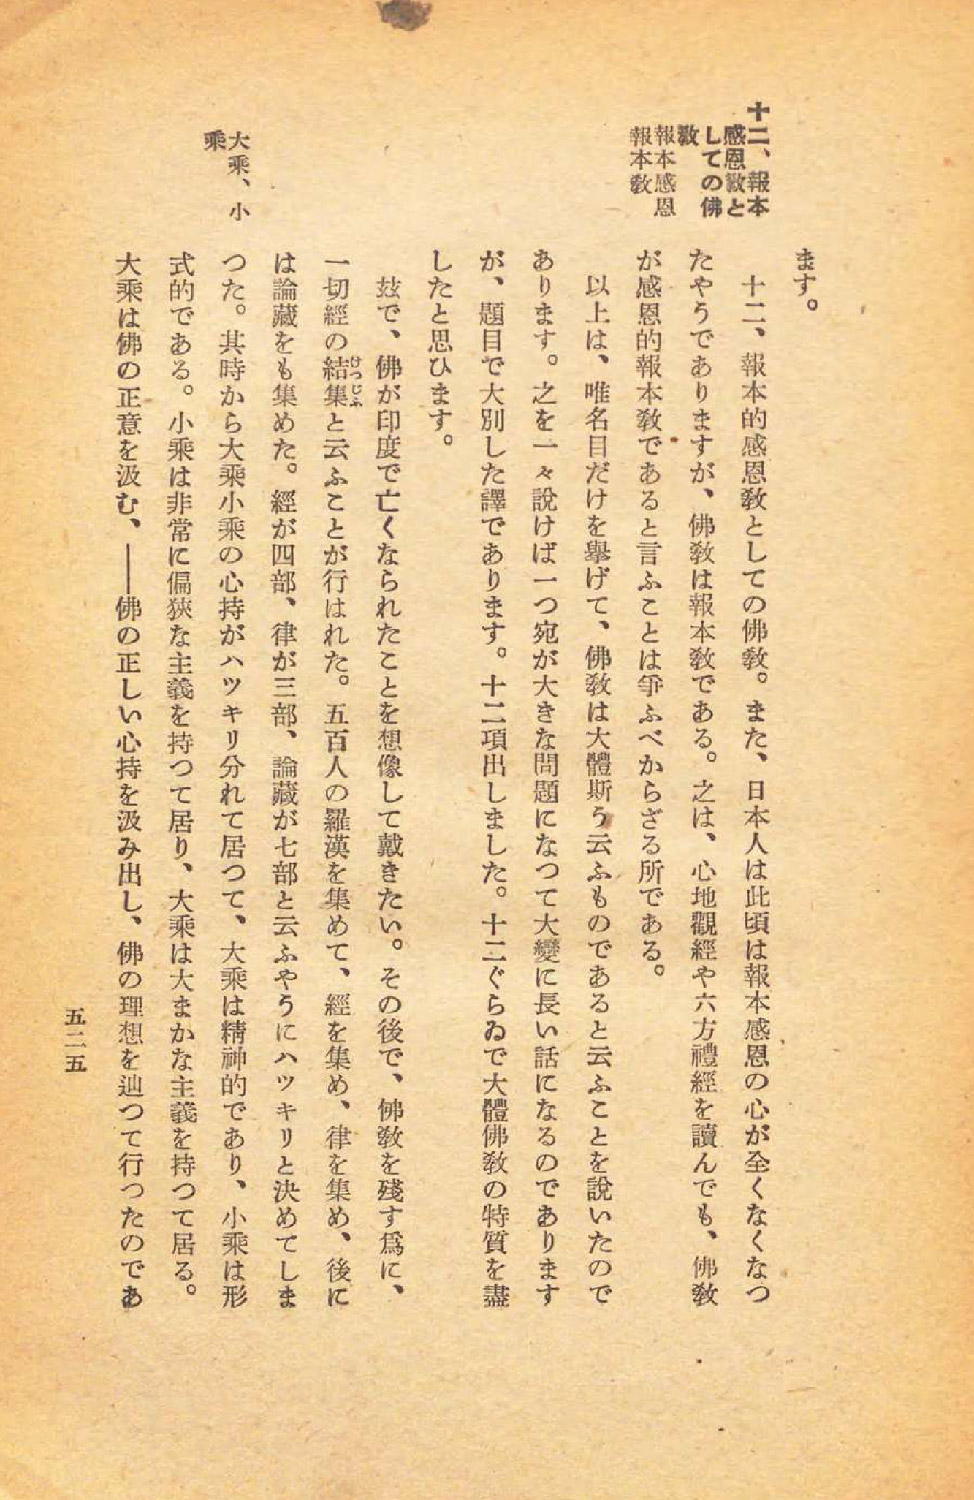 十二、報本
感恩敎と
しての佛
敎
報本感恩
報本敎
大乘、小
乘
ます。
十二、報本的感恩敎としての佛敎。また、日本人は此頃は報本感恩の心が全くなくなつ
たやうでありますが、佛敎は報本敎である。之は、心地觀經や六方禮經を讀んでも、佛敎
が感恩的報本敎であると言ふことは爭ふべからざる所である。
以上は、唯名目だけを擧げて、佛敎は大體斯う云ふものであると云ふことを說いたので
あります。之を一々說けば一つ宛が大きな問題になつて大變に長い話になるのであります
が、題目で大別した譯であります。十二項出しました。十二ぐらゐで大體佛敎の特質を盡
したと思ひます。
玆で、佛が印度で亡くなられたことを想像して戴きたい。その後で、佛敎を殘す爲に、
一切經の結集と云ふことが行はれた。五百人の羅漢を集めて、經を集め、律を集め、後に
けつじふ
は論藏をも集めた。經が四部、律が三部、論藏が七部と云ふやうにハツキリと決めてしま
つた。其時から大乘小乘の心持がハツキリ分れて居つて、大乘は精神的であり、小乘は形
式的である。小乘は非常に偏狹な主義を持つて居り、大乘は大まかな主義を持つて居る。
大乘は佛の正意を汲む、――佛の正しい心持を汲み出し、佛の理想を辿つて行つたのであ
五二五